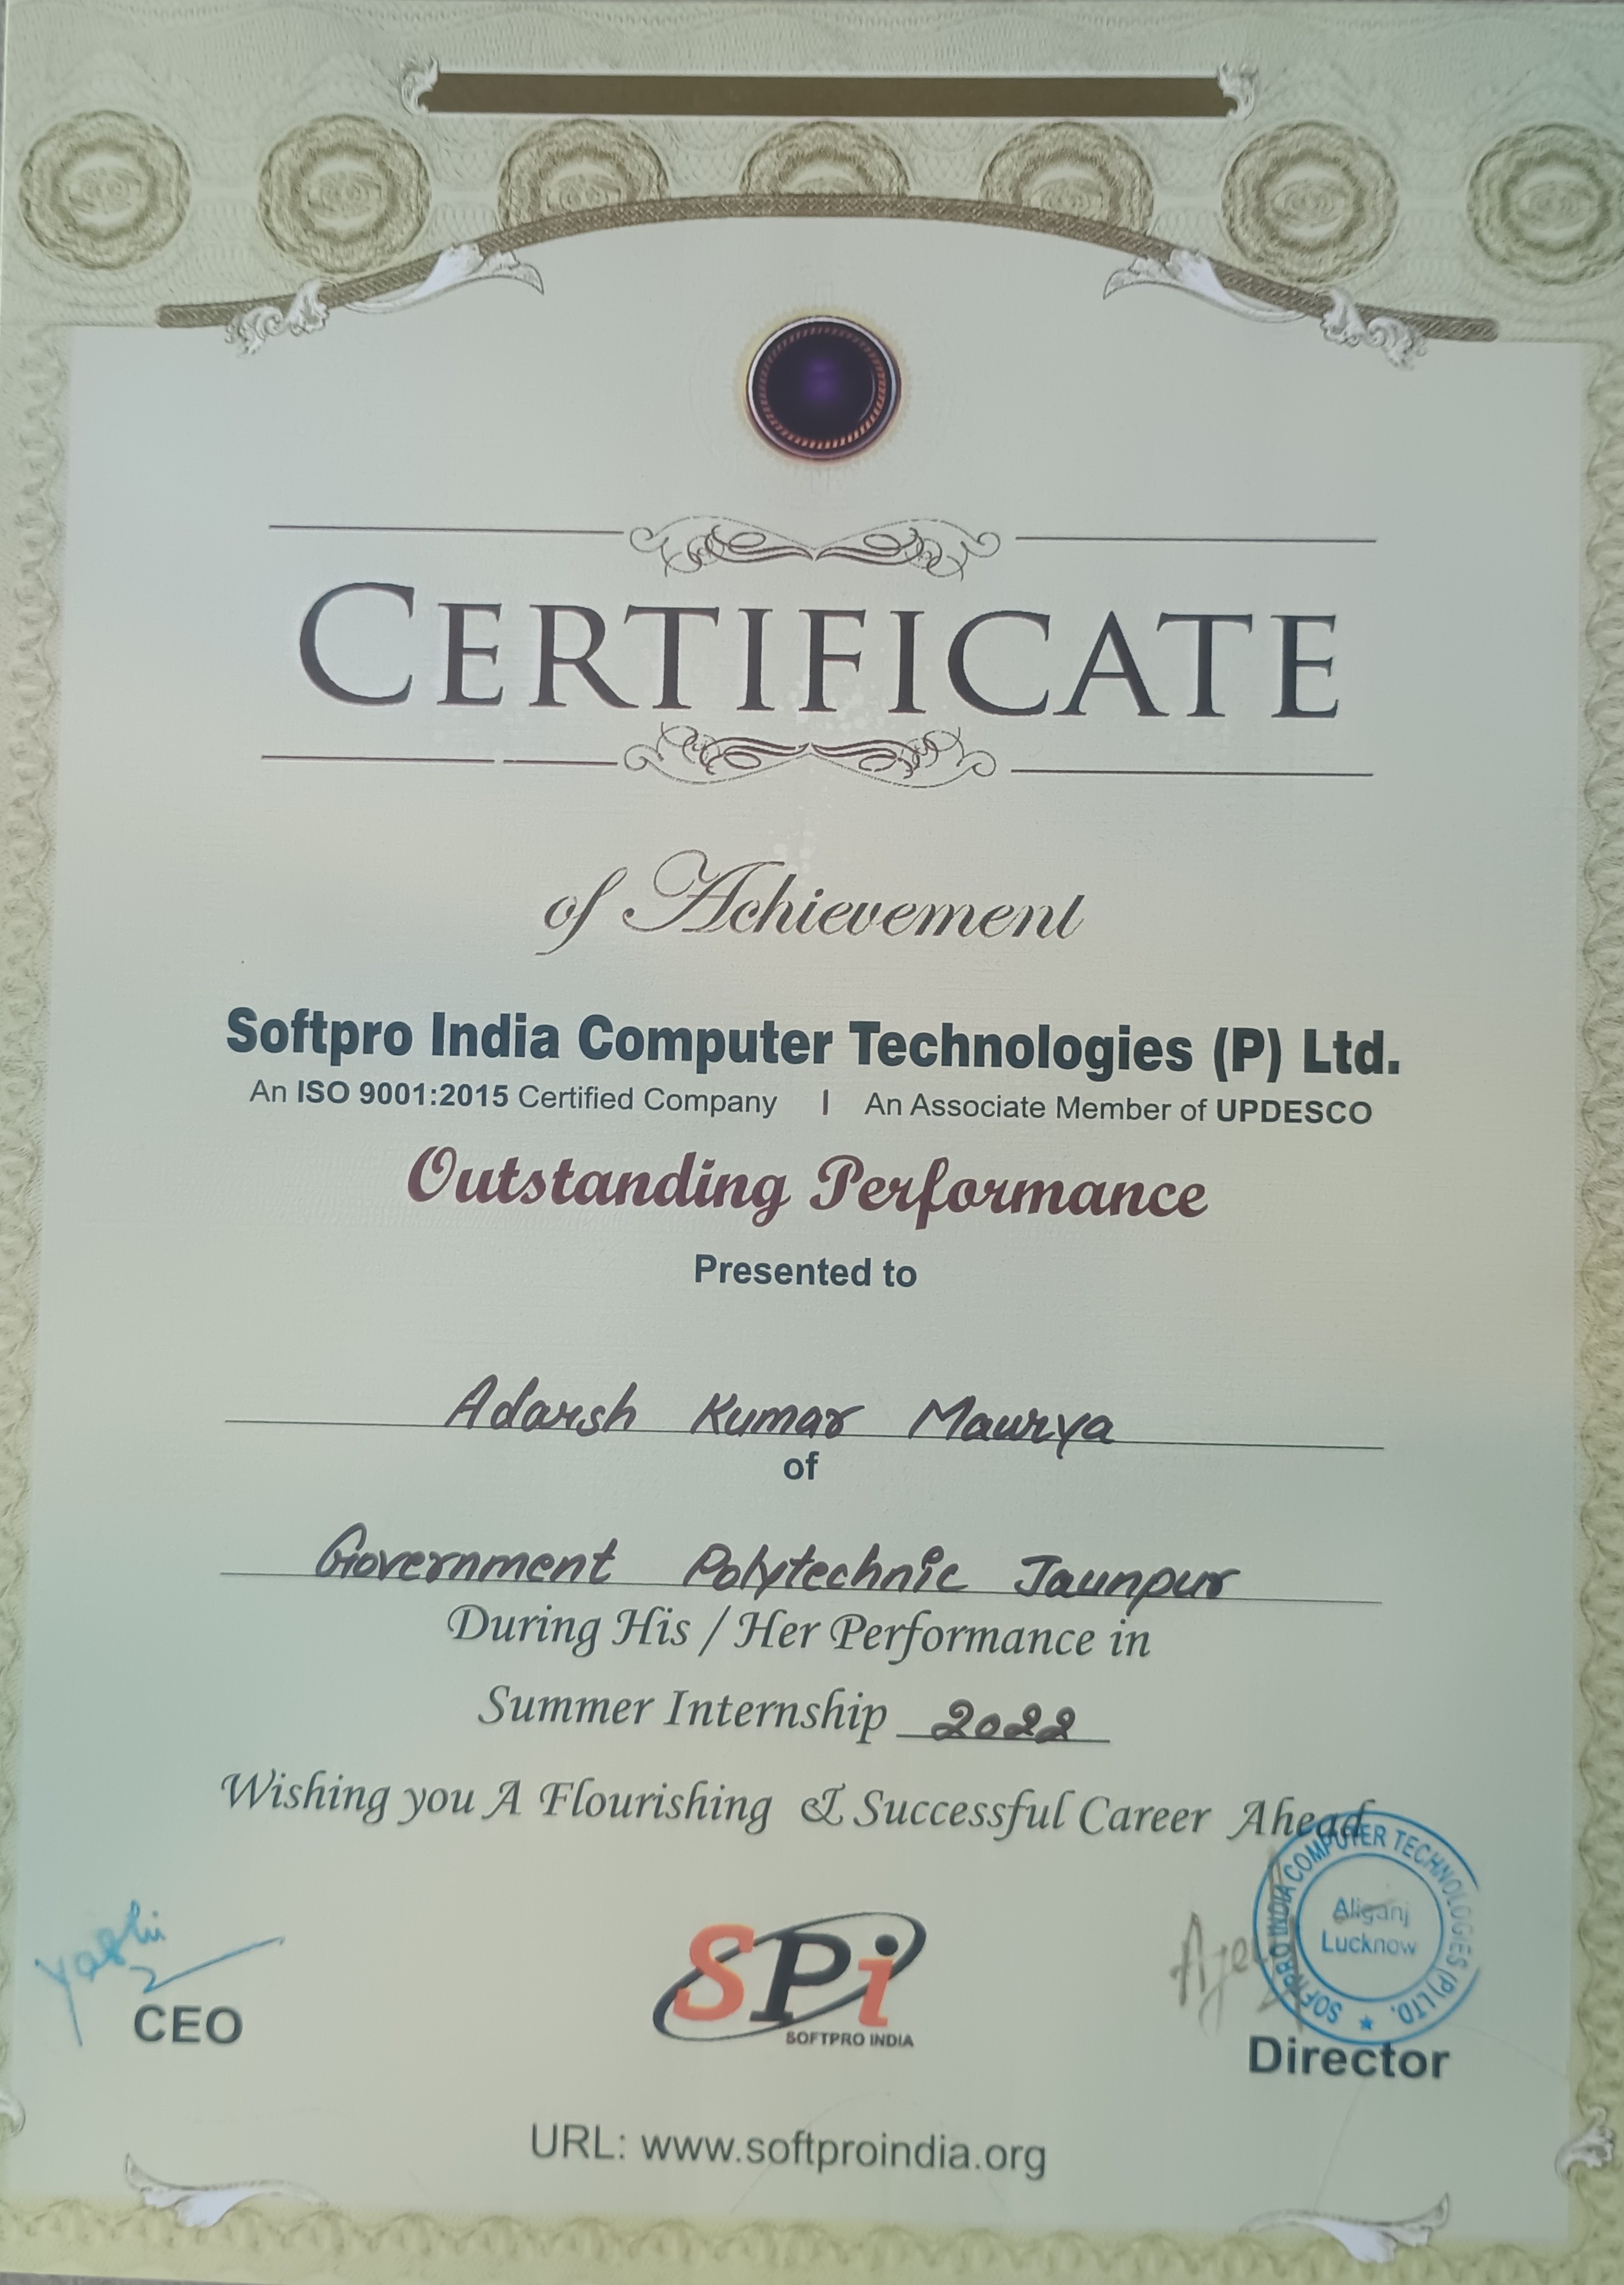 CERTIFICATE
of Achievement
Softpro India Computer Technologies (P) Ltd.
An ISO 9001:2015 Certified Company | An Associate Member of UPDESCO
Outstanding Performance
Presented to
Adarsh Kumar Maurya
of
Government Polytechnic Jaunpur
During His / Her Performance in
Summer Internship 2022
Wishing you A Flourishing & Successful Career Ahead
SOFTPRO INDIA COMPUTER TECHNOLOGIES (P) LTD.
Aliganj
Lucknow
CEO
SPi
SOFTPRO INDIA
Director
URL: www.softproindia.org